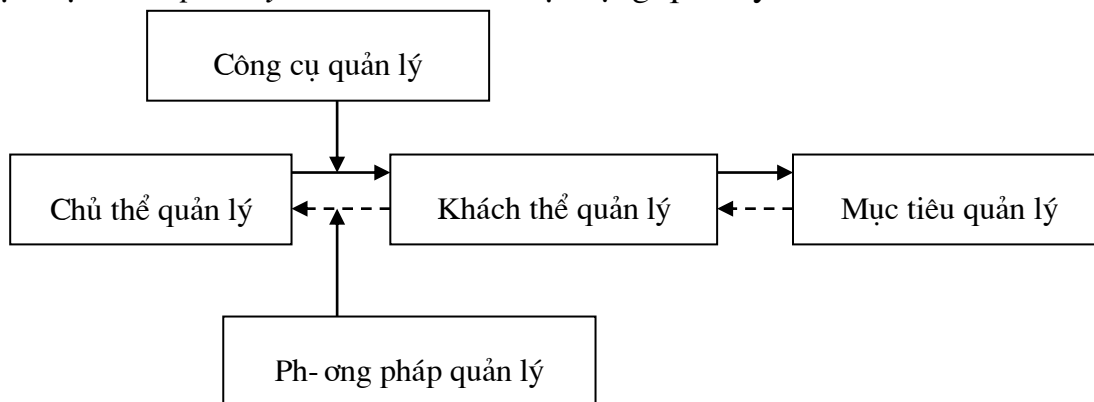 Công cụ quản lý
Chủ thể quản lý
Khách thể quản lý
Mục tiêu quản lý
Ph- ơng pháp quản lý